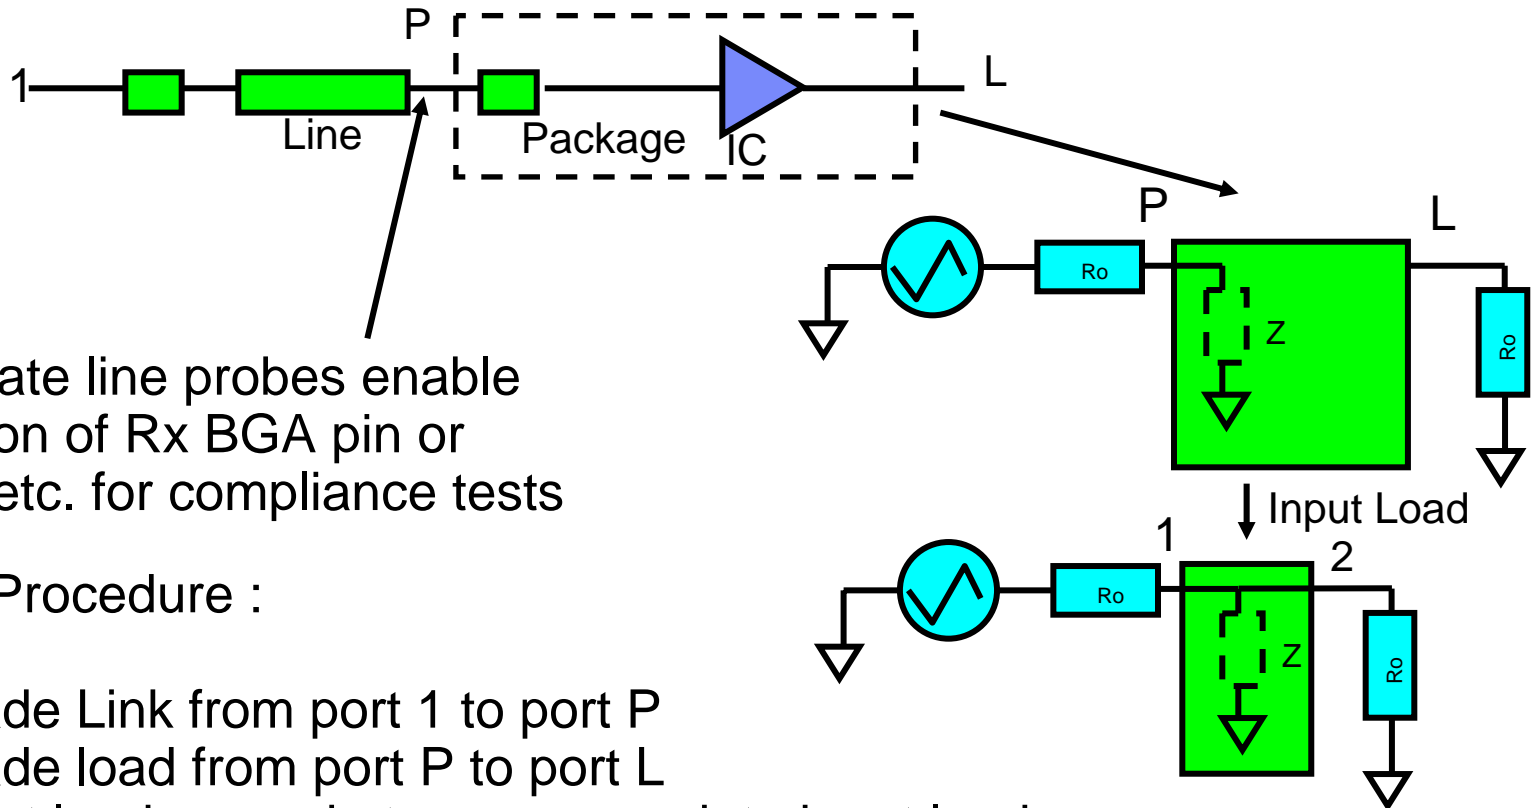 P
1
L
Line
Package
IC
P
L
Ro
Z
Ro
ate line probes enable
on of Rx BGA pin or
etc. for compliance tests
Input Load
1
2
Procedure :
Ro
Z
Ro
de Link from port 1 to port P
de load from port P to port L